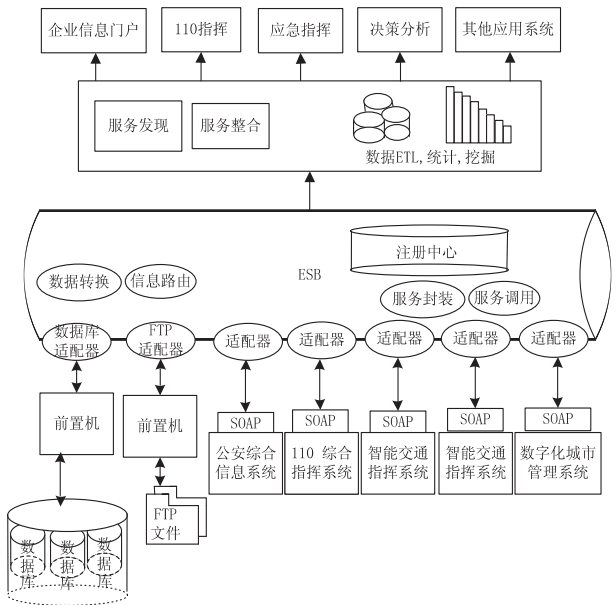 企业信息门户 110指挥 应急指挥 决策分析 其他应用系统
服务发现 服务整合
数据ETL,统计,挖掘
注册中心
ESB
数据转换 信息路由
服务封装 服务调用
数据库 FTP
适配器 适配器 适配器 适配器 适配器 适配器 适配器
前置机 前置机
SOAP SOAP SOAP SOAP SOAP
公安综合 110 综合 智能交通 智能交通 数字化城市
信息系统 指挥系统 指挥系统 指挥系统 管理系统
FTP
文件
数据库 数据库 数据库